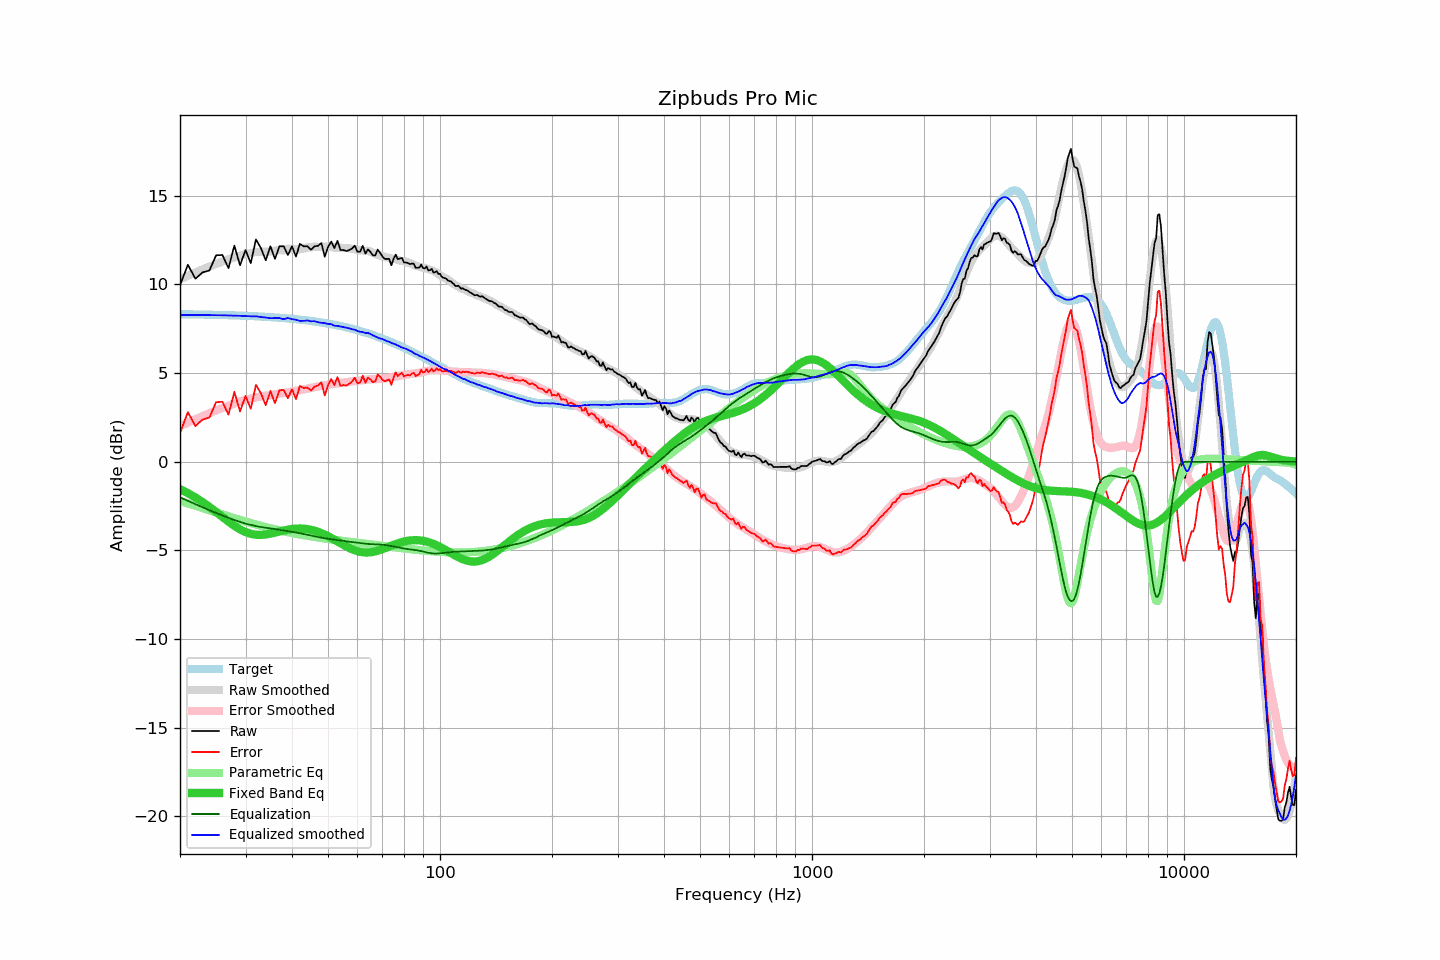 Zipbuds Pro Mic
Amplitude (dBr)
15
10
5
0
−5
−10
−15
−20
Target
Raw Smoothed
Error Smoothed
Raw
Error
Parametric Eq
Fixed Band Eq
Equalization
Equalized smoothed
100
1000
10000
Frequency (Hz)